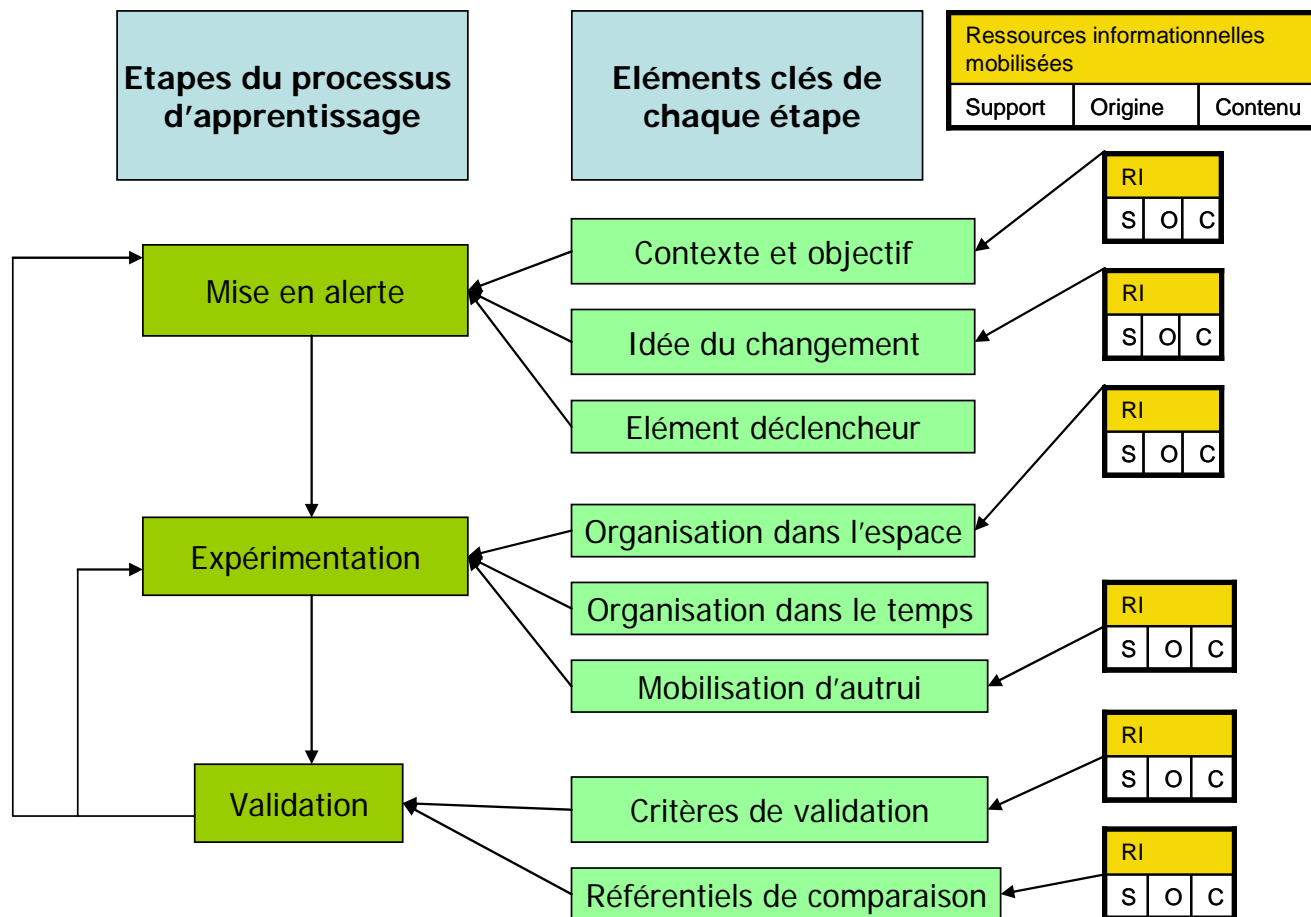 Etapes du processus
d'apprentissage
Eléments clés de
chaque étape
Ressources informationnelles
mobilisées
Support Origine Contenu
RI
S O C
Contexte et objectif
Mise en alerte
RI
S O C
Idée du changement
RI
S O C
Elément déclencheur
Organisation dans l'espace
Expérimentation
Organisation dans le temps
RI
S O C
Mobilisation d'autrui
RI
S O C
Validation
Critères de validation
RI
S O C
Référentiels de comparaison